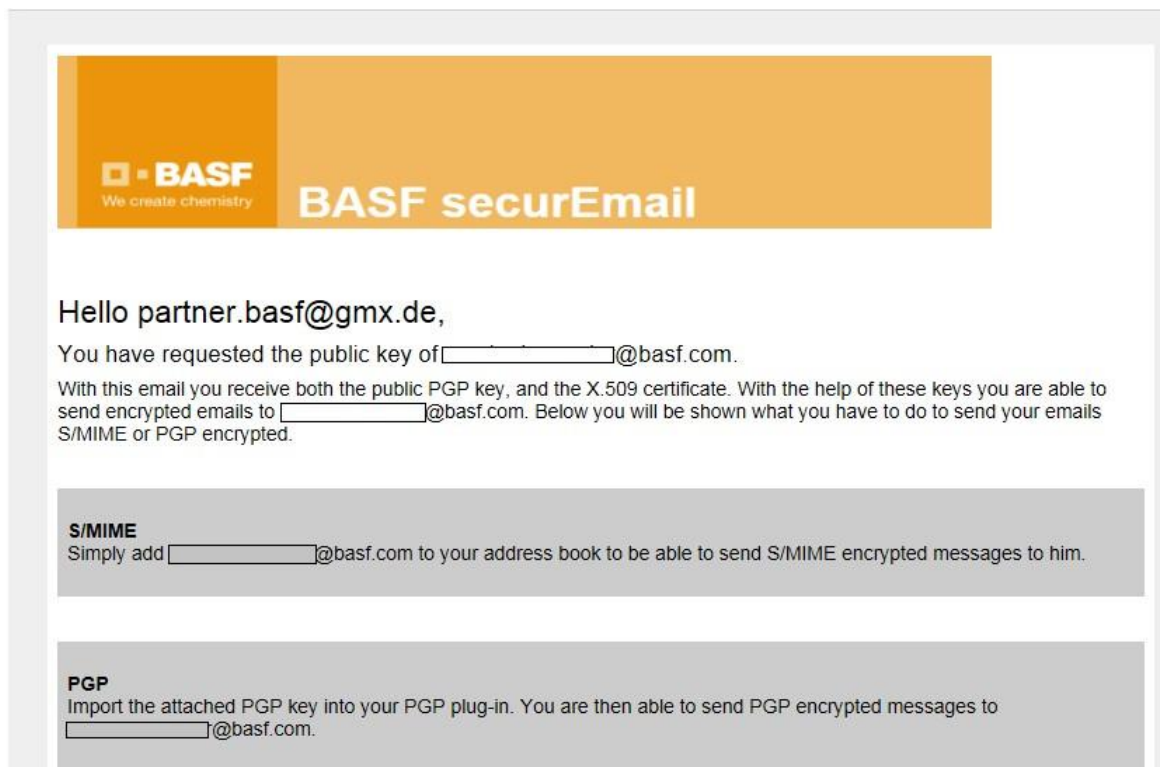 BASF
We create chemistry
BASF securEmail
Hello partner.basf@gmx.de,
You have requested the public key of @basf.com.
With this email you receive both the public PGP key, and the X.509 certificate. With the help of these keys you are able to
send encrypted emails to @basf.com. Below you will be shown what you have to do to send your emails
S/MIME or PGP encrypted.
S/MIME
Simply add @basf.com to your address book to be able to send S/MIME encrypted messages to him.
PGP
Import the attached PGP key into your PGP plug-in. You are then able to send PGP encrypted messages to
@basf.com.